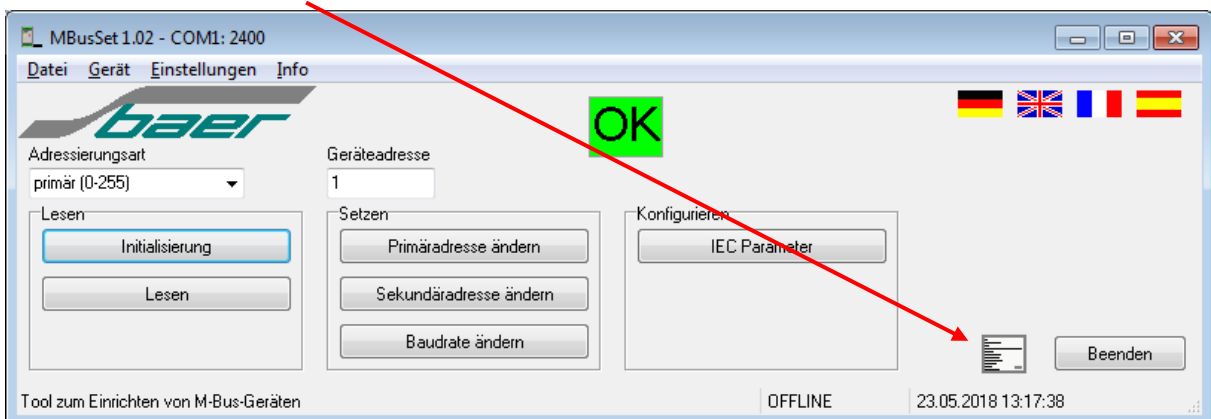 MBusSet 1.02 - COM1: 2400
Datei Gerät Einstellungen Info
baer
OK
Adressierungsart
Geräteadresse
primär (0-255)
1
Lesen
Setzen
Konfigurieren
Initialisierung
Primäradresse ändern
IEC Parameter
Lesen
Sekundäradresse ändern
Baudrate ändern
Beenden
Tool zum Einrichten von M-Bus-Geräten
OFFLINE
23.05.2018 13:17:38